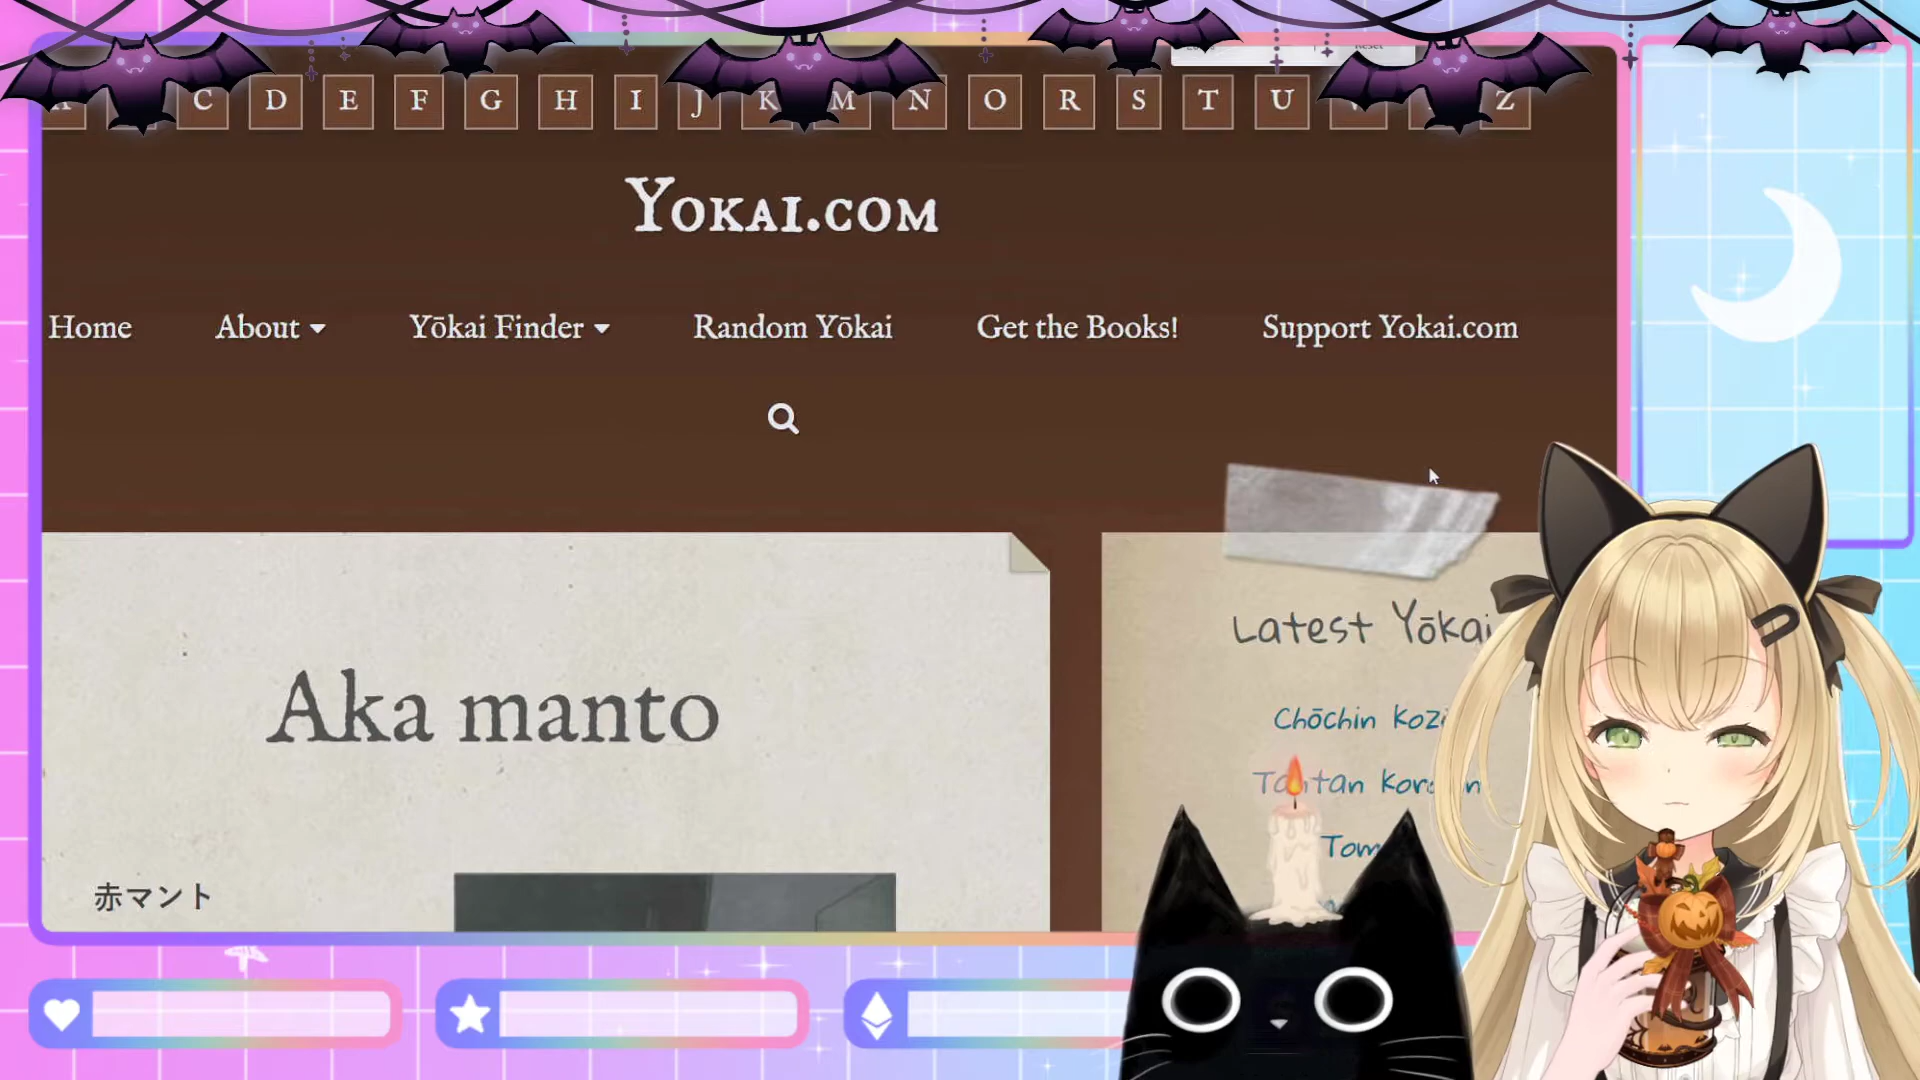 C D E F G H I J K M N O R S T U Z
Yokai.com
Home About Yōkai Finder Random Yōkai Get the Books! Support Yokai.com
Aka manto
赤マント
Latest Yōkai
Chōchin